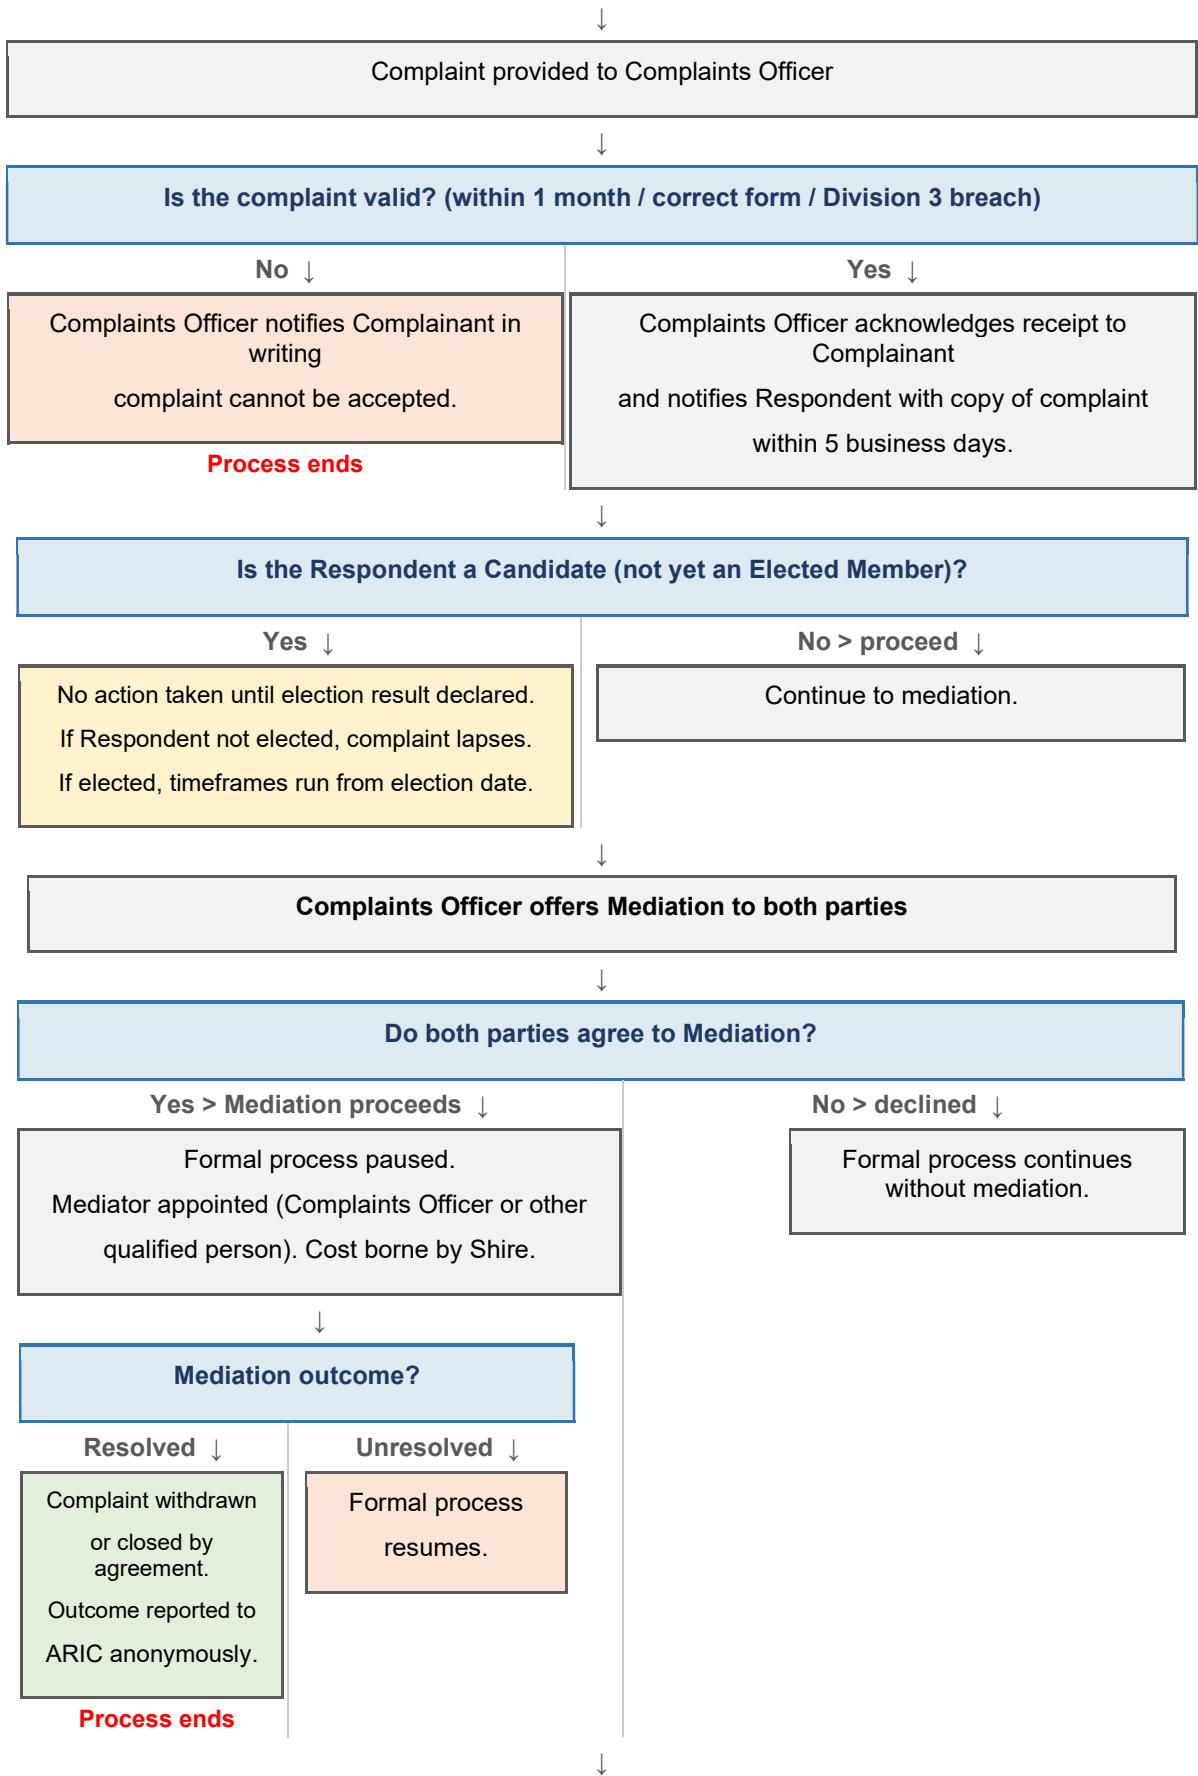 ↓
Complaint provided to Complaints Officer
↓
Is the complaint valid? (within 1 month / correct form / Division 3 breach)
No ↓
Complaints Officer notifies Complainant in
writing
complaint cannot be accepted.
Process ends
Yes ↓
Complaints Officer acknowledges receipt to
Complainant
and notifies Respondent with copy of complaint
within 5 business days.
↓
Is the Respondent a Candidate (not yet an Elected Member)?
Yes ↓
No action taken until election result declared.
If Respondent not elected, complaint lapses.
If elected, timeframes run from election date.
No > proceed ↓
Continue to mediation.
↓
Complaints Officer offers Mediation to both parties
↓
Do both parties agree to Mediation?
Yes > Mediation proceeds ↓
Formal process paused.
Mediator appointed (Complaints Officer or other
qualified person). Cost borne by Shire.
No > declined ↓
Formal process continues
without mediation.
↓
Mediation outcome?
Resolved ↓
Complaint withdrawn
or closed by
agreement.
Outcome reported to
ARIC anonymously.
Process ends
Unresolved ↓
Formal process
resumes.
↓